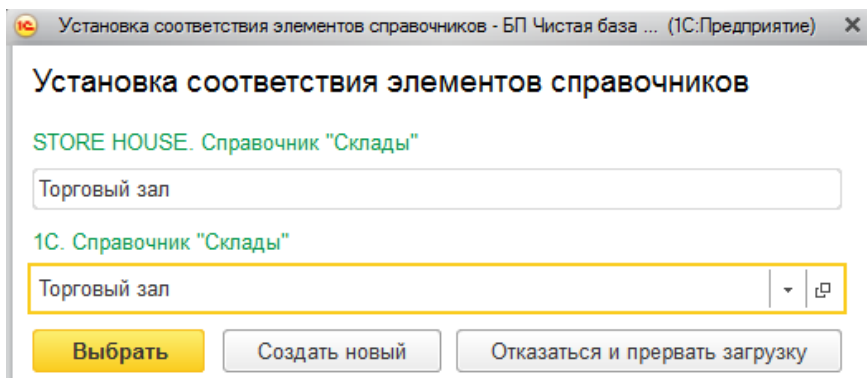 1С Установка соответствия элементов справочников - БП Чистая база ... (1С:Предприятие)
Установка соответствия элементов справочников
STORE HOUSE. Справочник "Склады"
Торговый зал
1С. Справочник "Склады"
Торговый зал
Выбрать Создать новый Отказаться и прервать загрузку